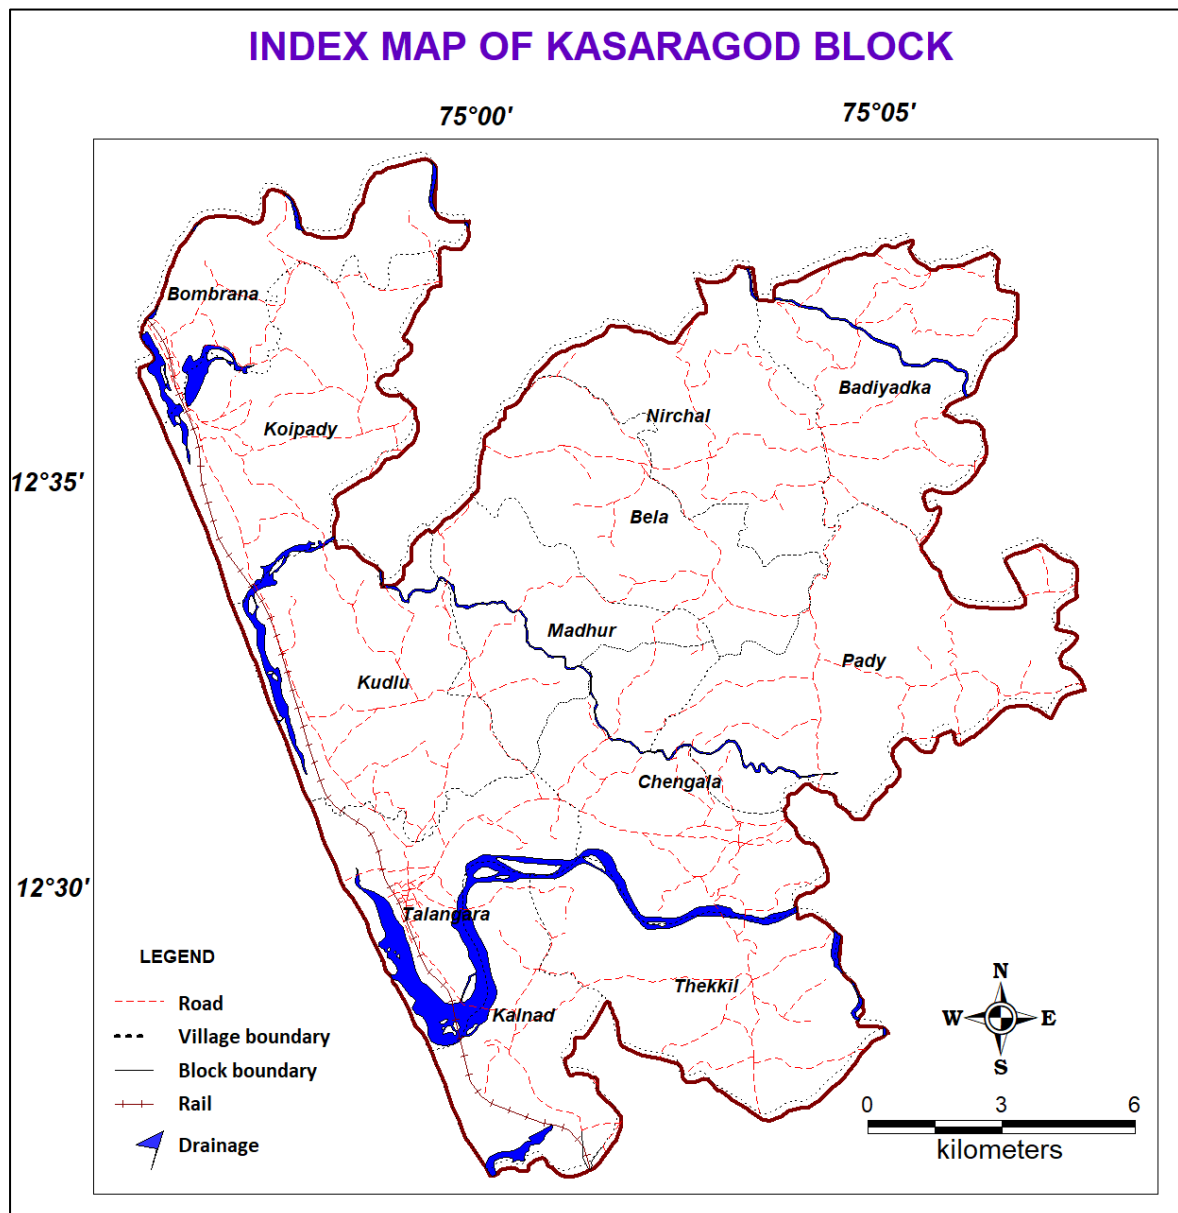 INDEX MAP OF KASARAGOD BLOCK
75°00'
75°05'
Bombrana
Badiyadka
Nirchal
Koipady
12°35'
Bela
Madhur
Pady
Kudlu
Chengala
12°30'
Talangara
LEGEND
Thekkil
N
Road
Kalnad
W
E
Village boundary
S
Block boundary
Rail
0 3 6
Drainage
kilometers